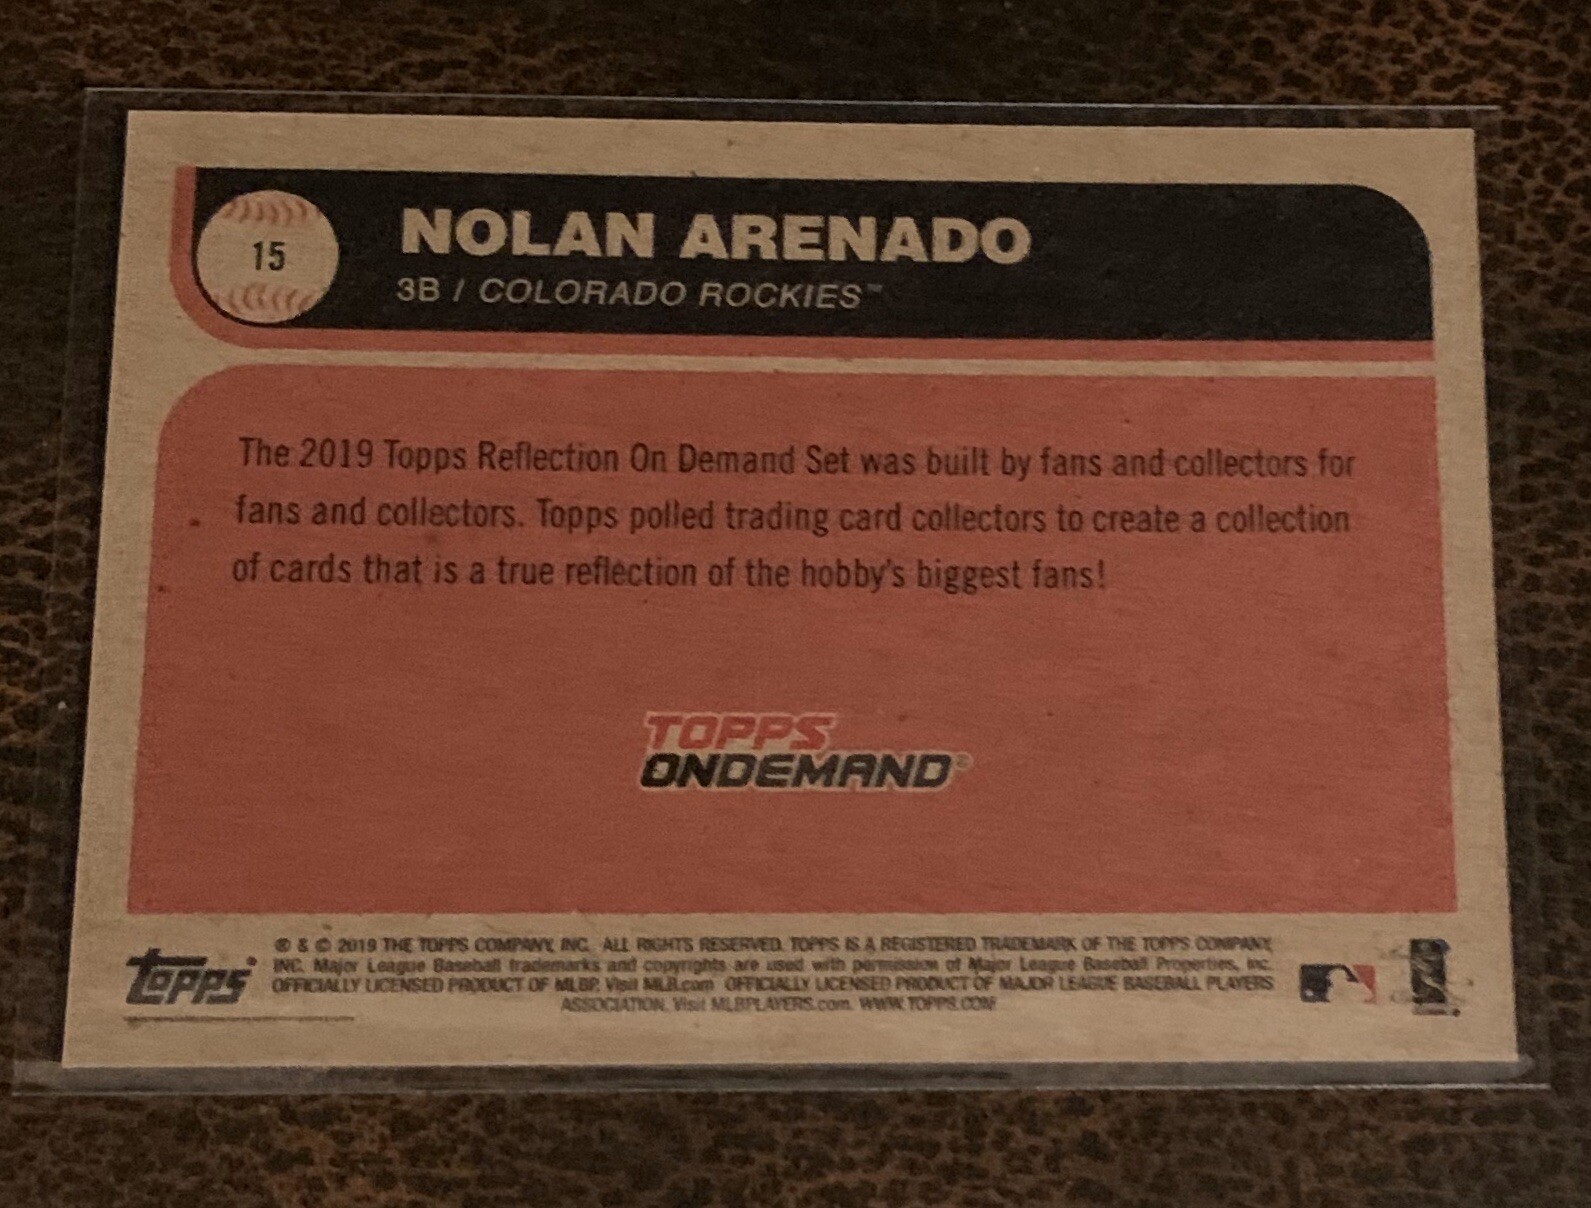 15
NOLAN ARENADO
3B / COLORADO ROCKIES™
The 2019 Topps Reflection On Demand Set was built by fans and collectors for
fans and collectors. Topps polled trading card collectors to create a collection
of cards that is a true reflection of the hobby's biggest fans!
TOPPS
ONDEMAND®
topps®
® & © 2019 THE TOPPS COMPANY, INC. ALL RIGHTS RESERVED. TOPPS IS A REGISTERED TRADEMARK OF THE TOPPS COMPANY,
INC. Major League Baseball trademarks and copyrights are used with permission of Major League Baseball Properties, Inc.
OFFICIALLY LICENSED PRODUCT OF MLBP. Visit MLB.com OFFICIALLY LICENSED PRODUCT OF MAJOR LEAGUE BASEBALL PLAYERS
ASSOCIATION. Visit MLBPLAYERS.com. WWW.TOPPS.COM